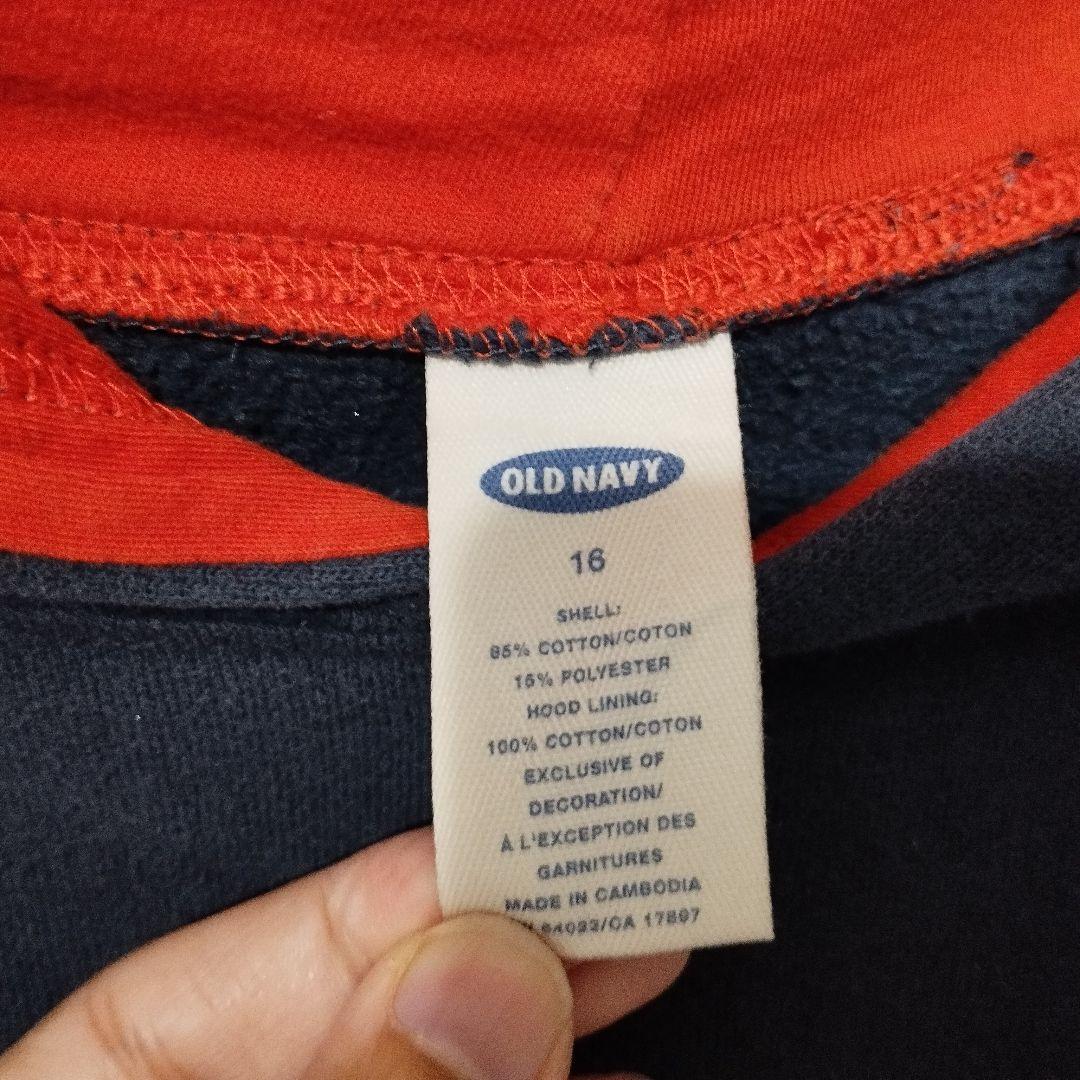 OLD NAVY
16
SHELL:
85% COTTON/COTON
15% POLYESTER
HOOD LINING:
100% COTTON/COTON
EXCLUSIVE OF
DECORATION/
À L'EXCEPTION DES
GARNITURES
MADE IN CAMBODIA
54023/CA 17897